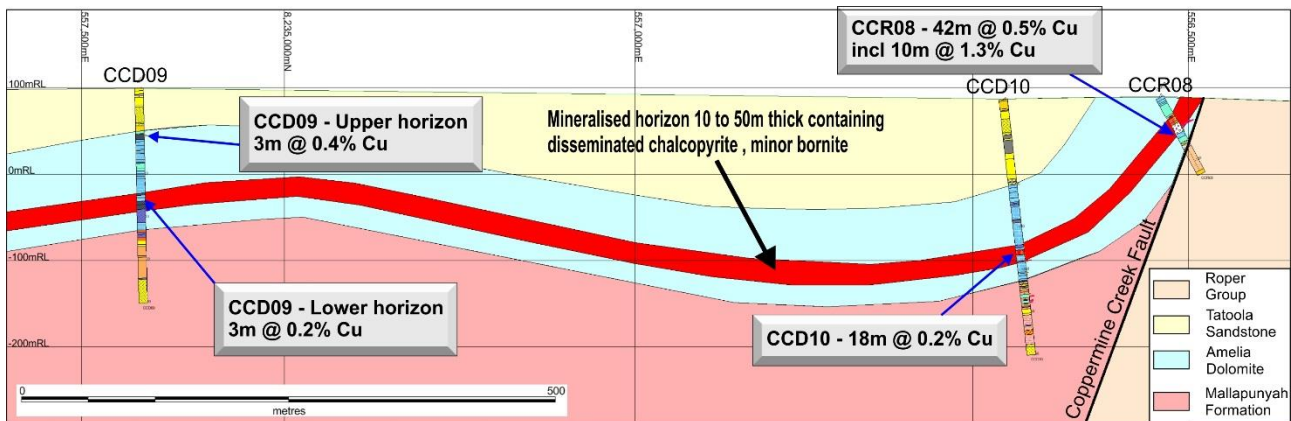 557,500mE
8,235,000mN
557,000mE
556,500mE
CCR08 - 42m @ 0.5% Cu
incl 10m @ 1.3% Cu
CCD09
CCD10
CCR08
100mRL
CCD09 - Upper horizon
3m @ 0.4% Cu
Mineralised horizon 10 to 50m thick containing
disseminated chalcopyrite , minor bornite
0mRL
-100mRL
CCD09 - Lower horizon
3m @ 0.2% Cu
CCD10 - 18m @ 0.2% Cu
-200mRL
Coppermine Creek Fault
0 500
metres
Roper
Group
Tatoola
Sandstone
Amelia
Dolomite
Mallapunyah
Formation